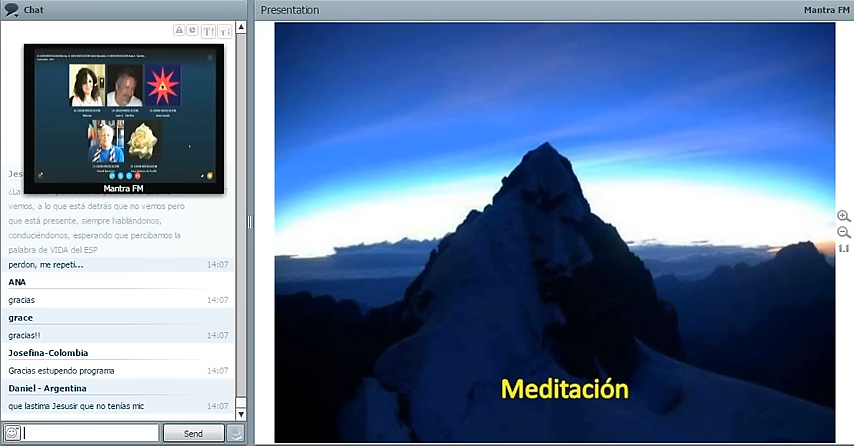 Chat
Mantra FM
Jes
vemos, a lo que está detrás que no vemos pero
que está presente, siempre hablándonos,
conduciéndonos, esperando que percibamos la
palabra de VIDA del ESP
perdon, me repeti... 14:07
ANA
gracias 14:07
grace
gracias!! 14:07
Josefina-Colombia
Gracias estupendo programa 14:07
Daniel - Argentina
que lastima Jesusir que no tenías mic 14:07
Send
Presentation Mantra FM
Meditación
1:1